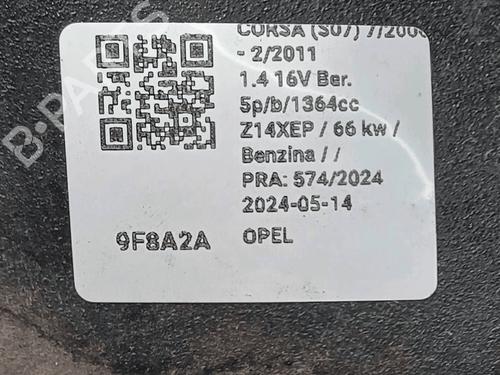 CORSA (S07) 7/2006
- 2/2011
1.4 16V Ber.
5p/b/1364cc
Z14XEP / 66 kw /
Benzina / /
PRA: 574/2024
2024-05-14
9F8A2A OPEL
B-PARTS